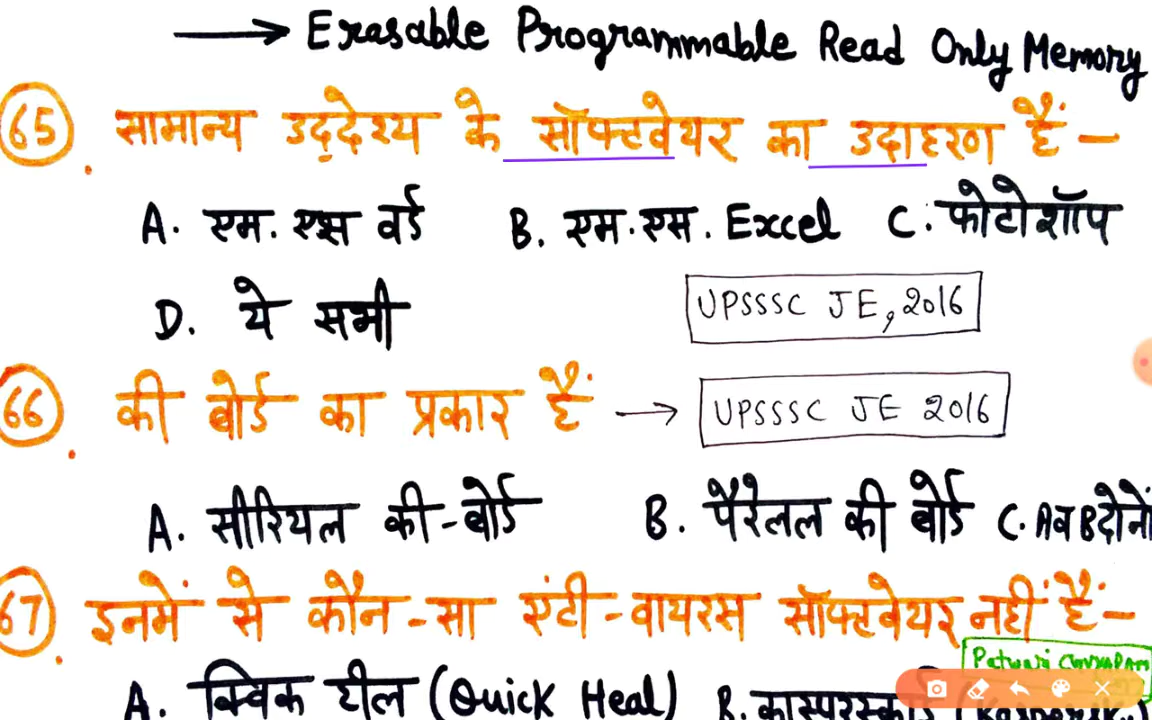 → Erasable Programmable Read Only Memory
65. सामान्य उद्देश्य के सॉफ्टवेयर का उदाहरण हैं -
A. एम. एस वर्ड B. एम.एस. Excel C. फोटोशॉप
D. ये सभी UPSSSC JE, 2016
66. की बोर्ड का प्रकार हैं → UPSSSC JE 2016
A. सीरियल की-बोर्ड B. पैरेलल की बोर्ड C. A व B दोनों
67. इनमें से कौन-सा एंटी-वायरस सॉफ्टवेयर नहीं हैं -
Patwari
A. क्विक हील (Quick Heal) B.